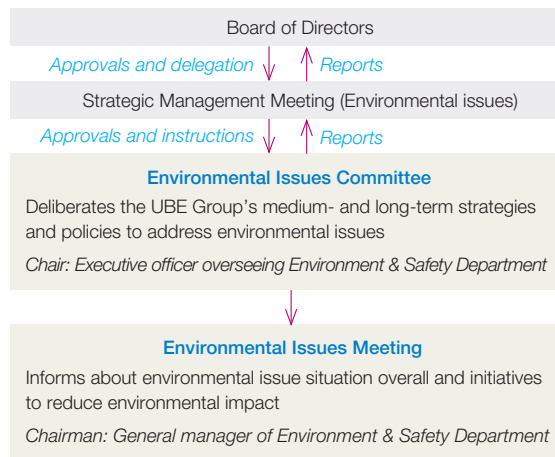 Board of Directors
Approvals and delegation Reports
Strategic Management Meeting (Environmental issues)
Approvals and instructions Reports
Environmental Issues Committee
Deliberates the UBE Group's medium- and long-term strategies
and policies to address environmental issues
Chair: Executive officer overseeing Environment & Safety Department
Environmental Issues Meeting
Informs about environmental issue situation overall and initiatives
to reduce environmental impact
Chairman: General manager of Environment & Safety Department